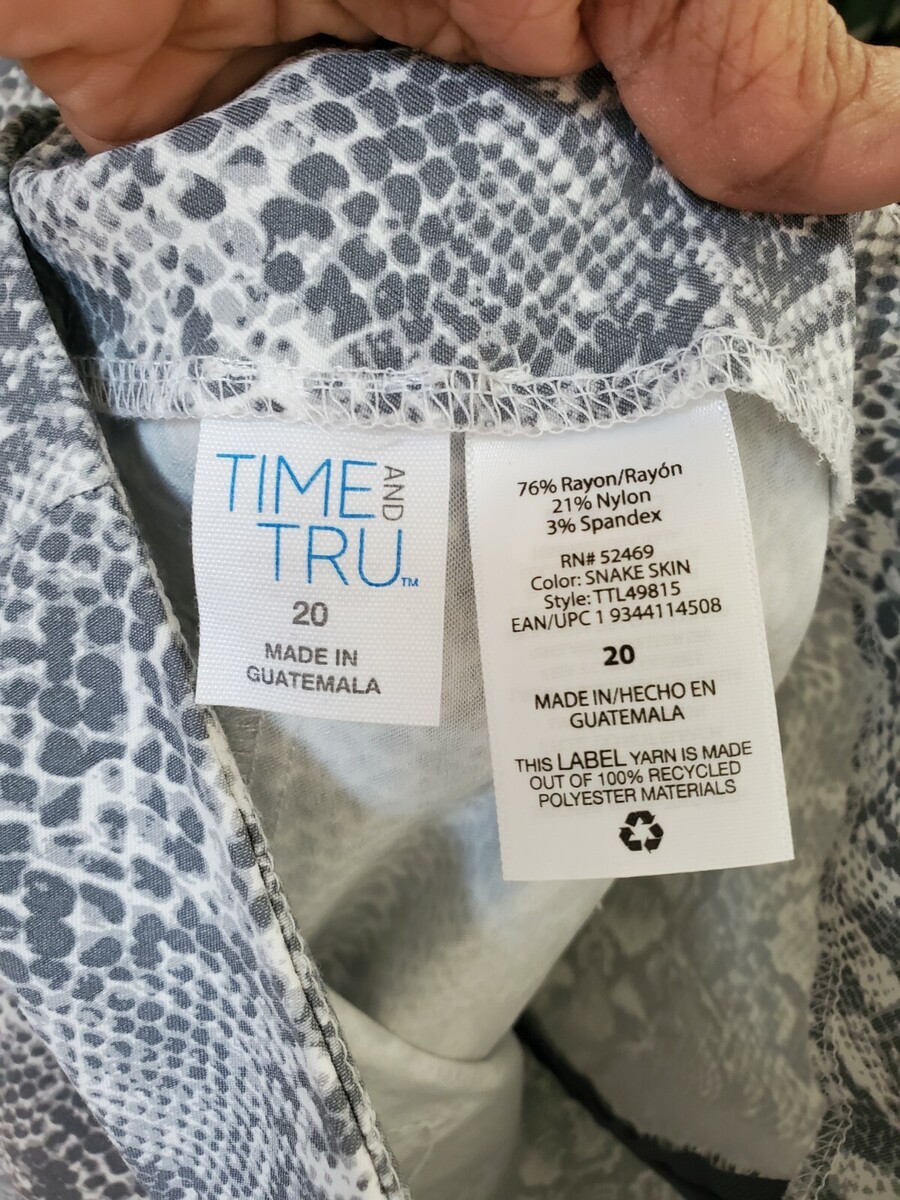 TIME AND
TRU™
20
MADE IN
GUATEMALA
76% Rayon/Rayón
21% Nylon
3% Spandex
RN# 52469
Color: SNAKE SKIN
Style: TTL49815
EAN/UPC 1 9344114508
20
MADE IN/HECHO EN
GUATEMALA
THIS LABEL YARN IS MADE
OUT OF 100% RECYCLED
POLYESTER MATERIALS